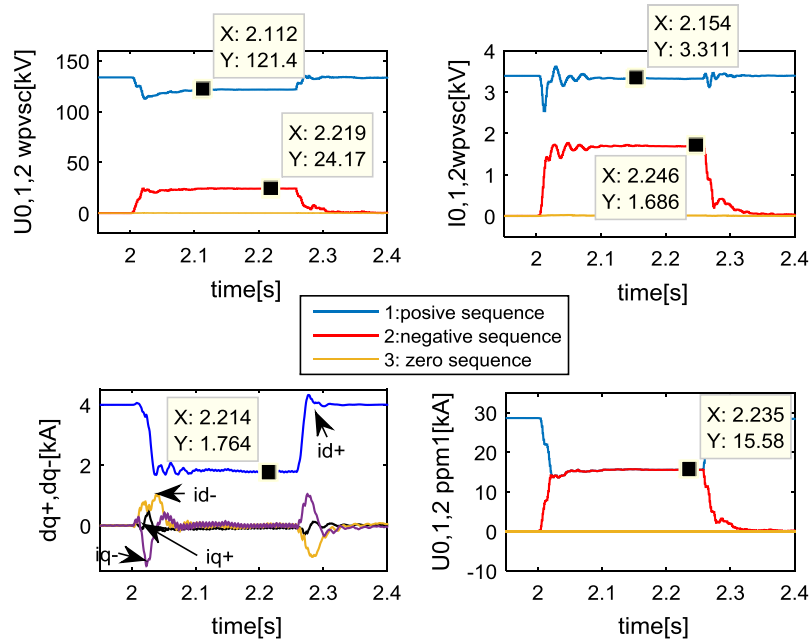 X: 2.112
Y: 121.4
X: 2.219
Y: 24.17
150
100
50
0
U0,1,2 wpvsc[kV]
2 2.1 2.2 2.3 2.4
time[s]
X: 2.154
Y: 3.311
X: 2.246
Y: 1.686
4
3
2
1
0
I0,1,2wpvsc[kV]
2 2.1 2.2 2.3 2.4
time[s]
1:posive sequence
2:negative sequence
3: zero sequence
X: 2.214
Y: 1.764
id+
id-
iq-
iq+
4
2
0
dq+,dq-[kA]
2 2.1 2.2 2.3 2.4
time[s]
X: 2.235
Y: 15.58
30
20
10
0
-10
U0,1,2 ppm1[kA]
2 2.1 2.2 2.3 2.4
time[s]